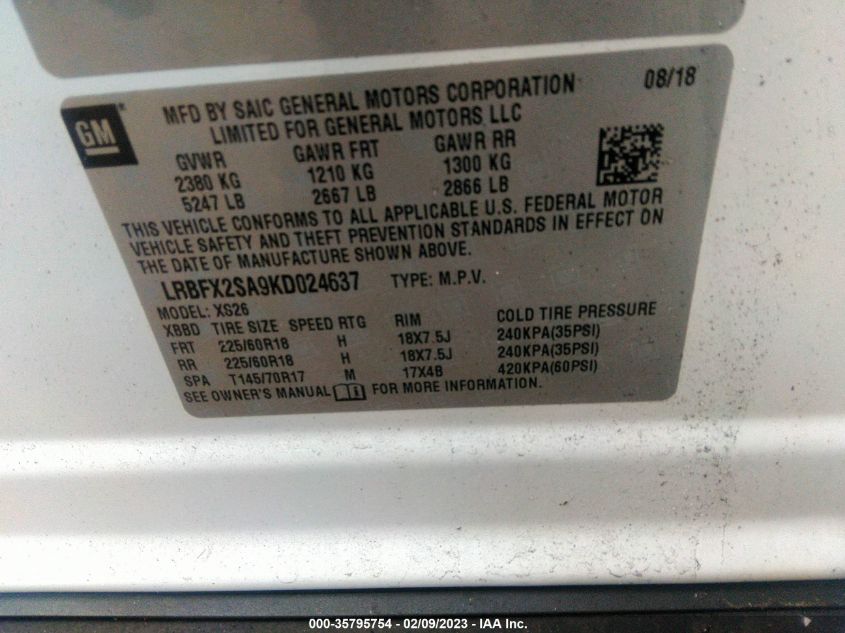 GM
MFD BY SAIC GENERAL MOTORS CORPORATION 08/18
LIMITED FOR GENERAL MOTORS LLC
GVWR GAWR FRT GAWR RR
2380 KG 1210 KG 1300 KG
5247 LB 2667 LB 2866 LB
THIS VEHICLE CONFORMS TO ALL APPLICABLE U.S. FEDERAL MOTOR
VEHICLE SAFETY AND THEFT PREVENTION STANDARDS IN EFFECT ON
THE DATE OF MANUFACTURE SHOWN ABOVE.
LRBFX2SA9KD024637 TYPE: M.P.V.
MODEL: XS26
XBBD TIRE SIZE SPEED RTG RIM COLD TIRE PRESSURE
FRT 225/60R18 H 18X7.5J 240KPA(35PSI)
RR 225/60R18 H 18X7.5J 240KPA(35PSI)
SPA T145/70R17 M 17X4B 420KPA(60PSI)
SEE OWNER'S MANUAL FOR MORE INFORMATION.
000-35795754 — 02/09/2023 — IAA Inc.